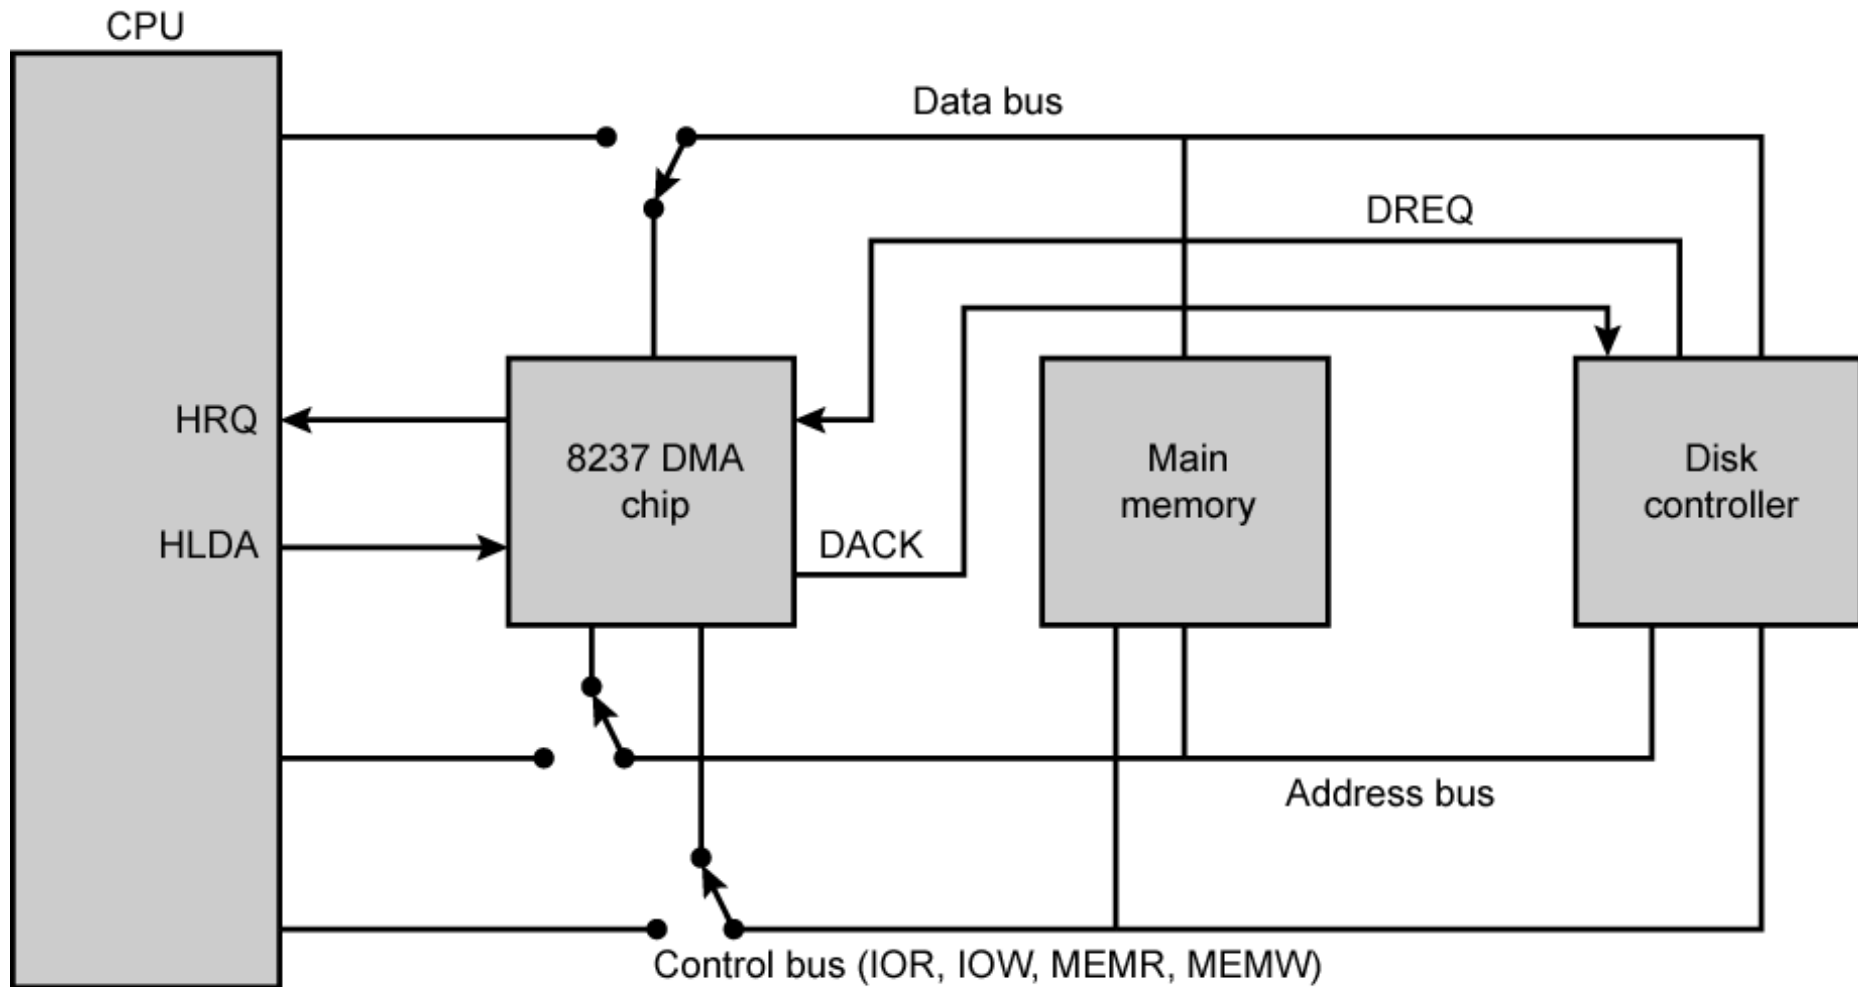 CPU
Data bus
DREQ
HRQ
8237 DMA
chip
Main
memory
Disk
controller
HLDA
DACK
Address bus
Control bus (IOR, IOW, MEMR, MEMW)